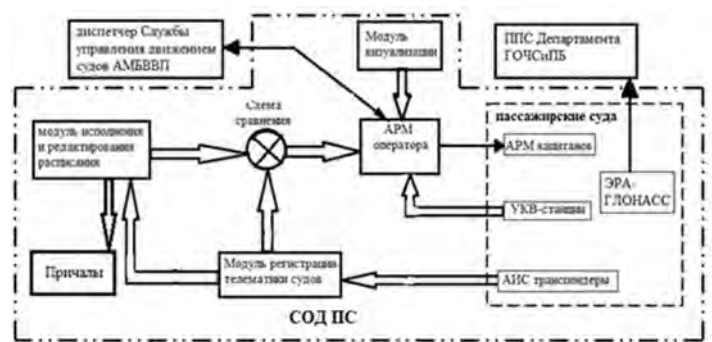 диспетчер Службы
управления движением
судов АМБВВП
Модуль
визуализации
ППС Департамента
ГОЧСиПБ
Схема
сравнения
модуль исполнения
и редактирования
расписания
АРМ
оператора
пассажирские суда
АРМ капитанов
ЭРА-
ГЛОНАСС
УКВ-станции
Причалы
Модуль регистрации
телематики судов
АИС транспондеры
СОД ПС